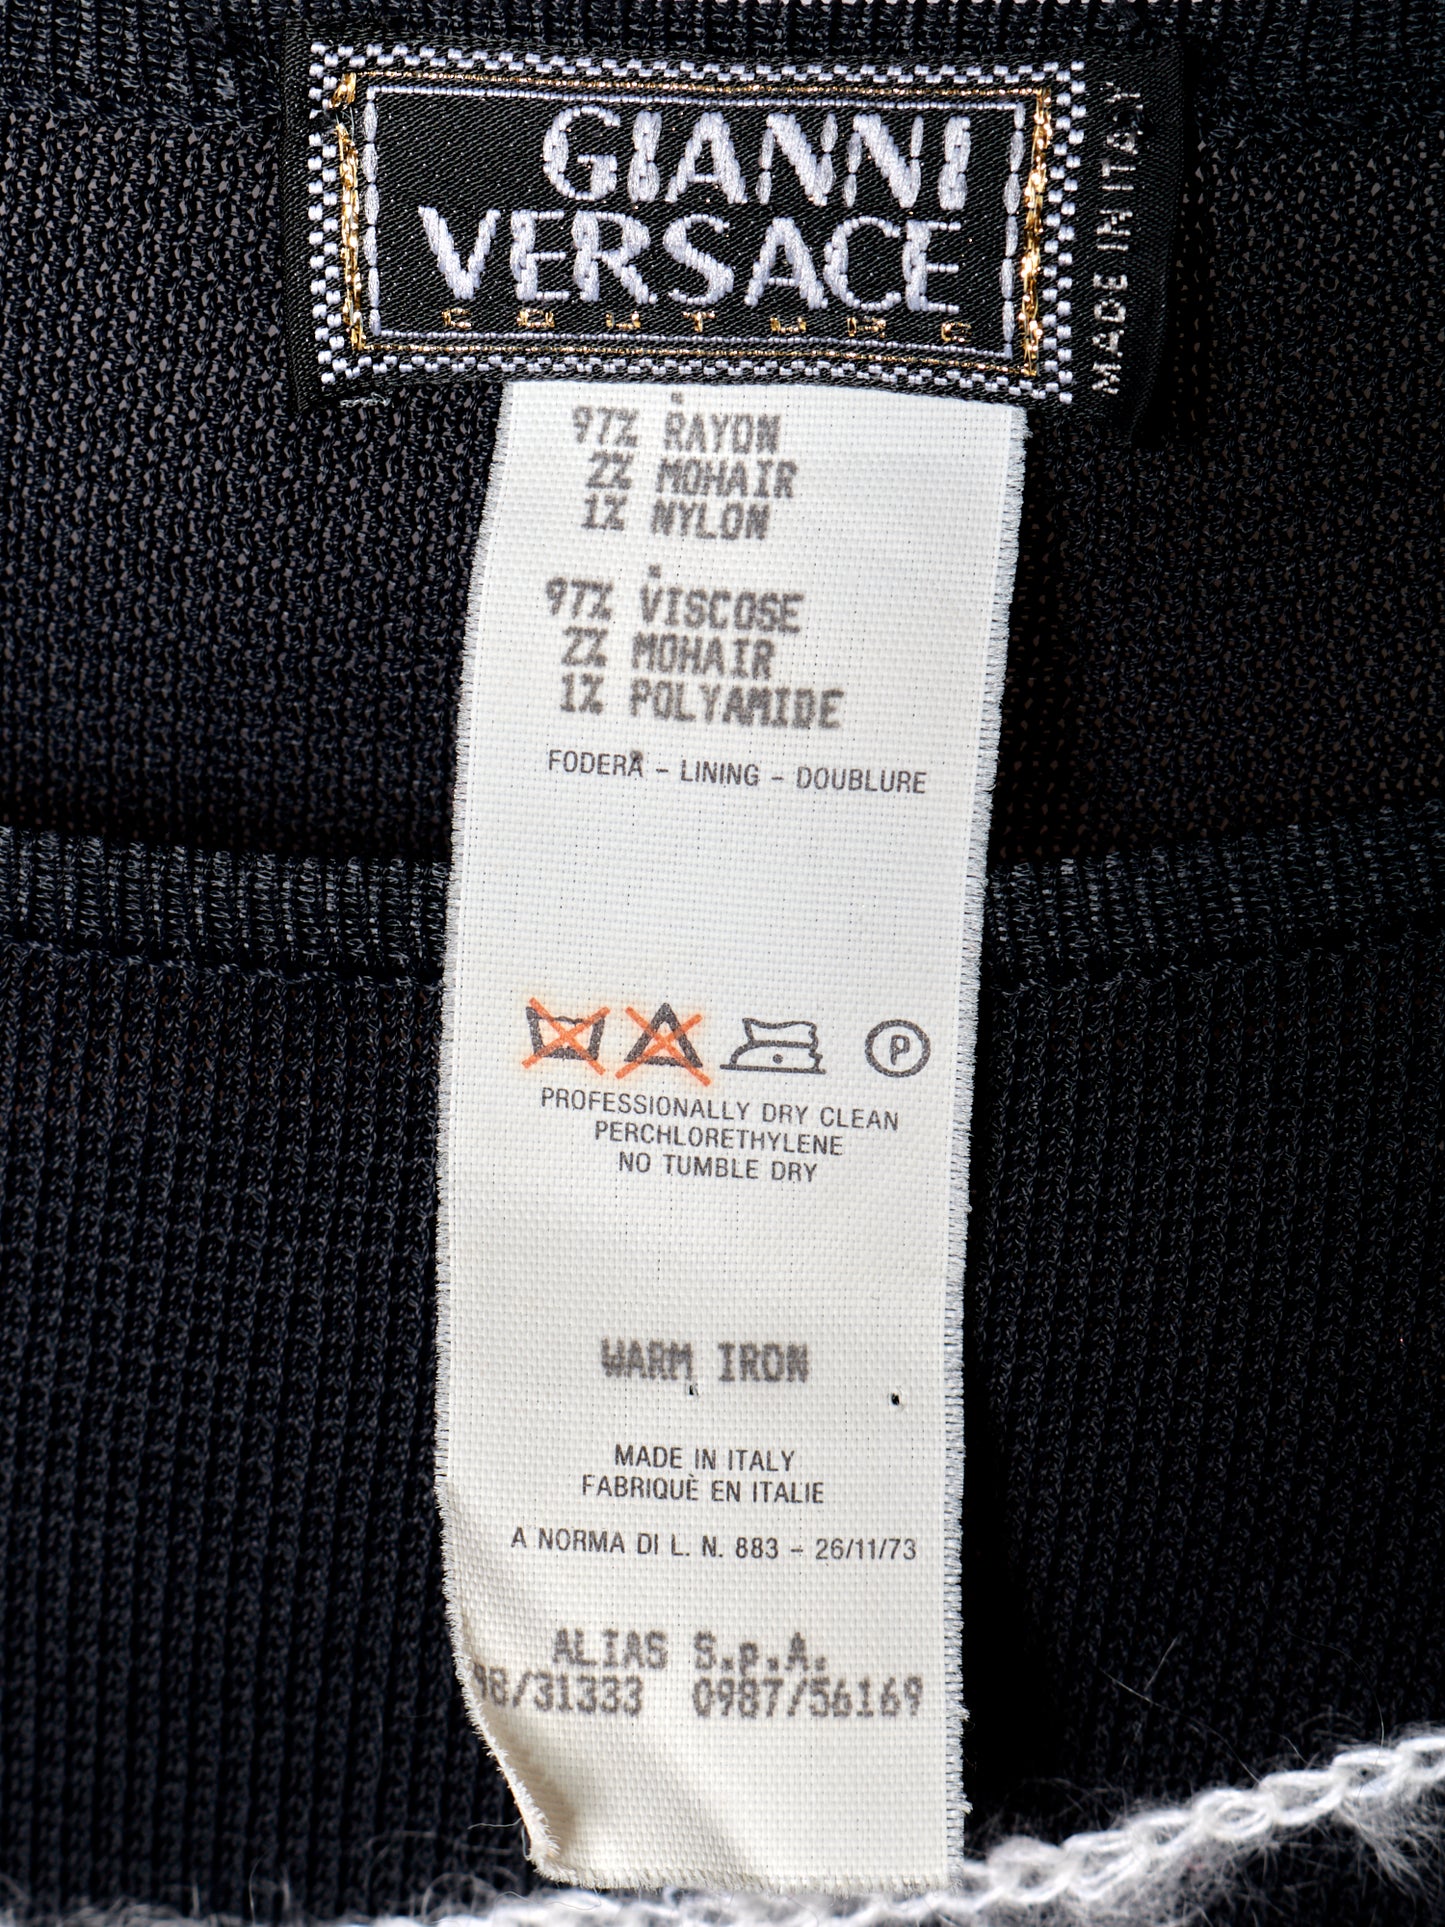 GIANNI
VERSACE
COUTURE
MADE IN ITALY
97% RAYON
2% MOHAIR
1% NYLON
97% VISCOSE
2% MOHAIR
1% POLYAMIDE
FODERA - LINING - DOUBLURE
P
PROFESSIONALLY DRY CLEAN
PERCHLORETHYLENE
NO TUMBLE DRY
WARM IRON
MADE IN ITALY
FABRIQUÈ EN ITALIE
A NORMA DI L. N. 883 - 26/11/73
ALIAS S.p.A.
98/31333 0987/56169